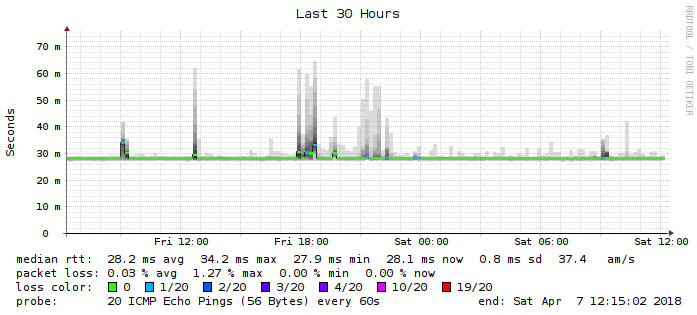 Last 30 Hours
RRDTOOL / TOBI OETIKER
Seconds
70 m
60 m
50 m
40 m
30 m
20 m
10 m
0
Fri 12:00 Fri 18:00 Sat 00:00 Sat 06:00 Sat 12:00
median rtt: 28.2 ms avg 34.2 ms max 27.9 ms min 28.1 ms now 0.8 ms sd 37.4 am/s
packet loss: 0.03 % avg 1.27 % max 0.00 % min 0.00 % now
loss color: 0 1/20 2/20 3/20 4/20 10/20 19/20
probe: 20 ICMP Echo Pings (56 Bytes) every 60s end: Sat Apr 7 12:15:02 2018